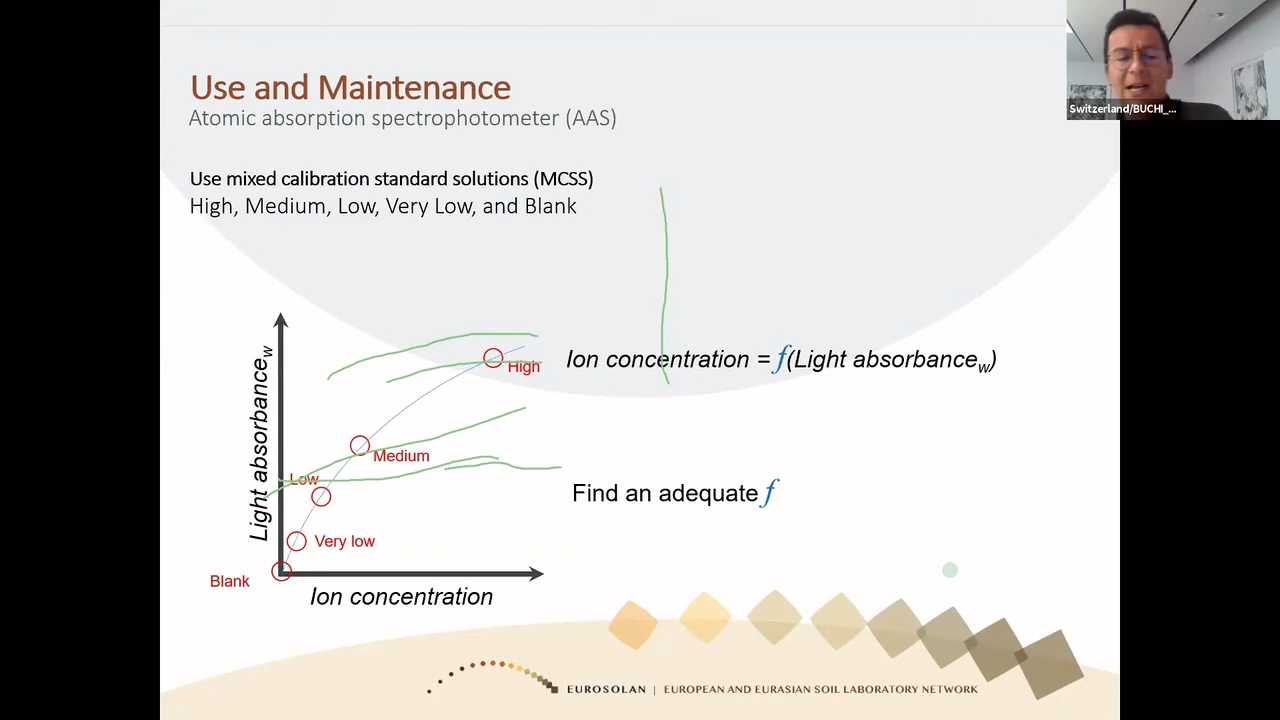 Switzerland/BUCHI_...
Use and Maintenance
Atomic absorption spectrophotometer (AAS)
Use mixed calibration standard solutions (MCSS)
High, Medium, Low, Very Low, and Blank
Light absorbancew
High
Medium
Low
Very low
Blank
Ion concentration
Ion concentration = f(Light absorbancew)
Find an adequate f
EUROSOLAN | EUROPEAN AND EURASIAN SOIL LABORATORY NETWORK